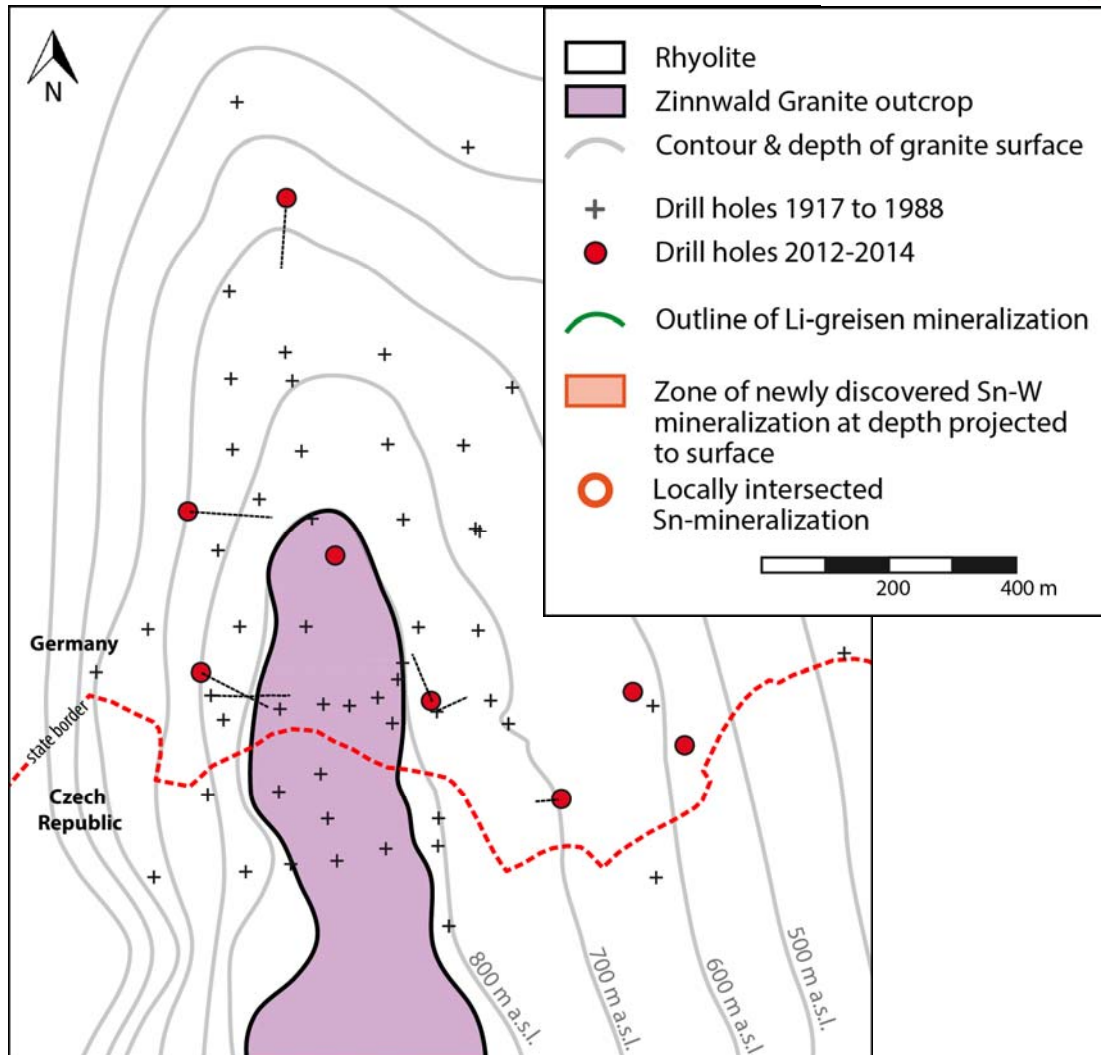 N
Rhyolite
Zinnwald Granite outcrop
Contour & depth of granite surface
Drill holes 1917 to 1988
Drill holes 2012-2014
Outline of Li-greisen mineralization
Zone of newly discovered Sn-W
mineralization at depth projected
to surface
Locally intersected
Sn-mineralization
200
400 m
Germany
state border
Czech
Republic
800 m a.s.l.
700 m a.s.l.
600 m a.s.l.
500 m a.s.l.